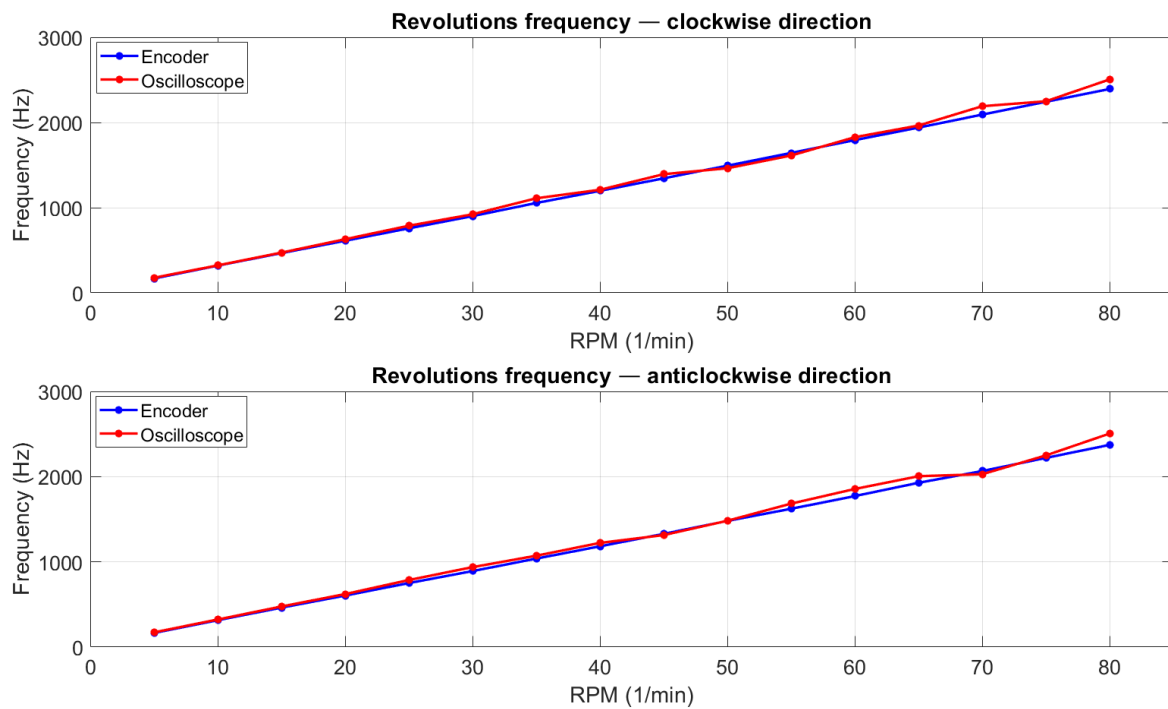 Revolutions frequency — clockwise direction
3000
2000
1000
0
Frequency (Hz)
Encoder
Oscilloscope
0 10 20 30 40 50 60 70 80
RPM (1/min)
Revolutions frequency — anticlockwise direction
3000
2000
1000
0
Frequency (Hz)
Encoder
Oscilloscope
0 10 20 30 40 50 60 70 80
RPM (1/min)